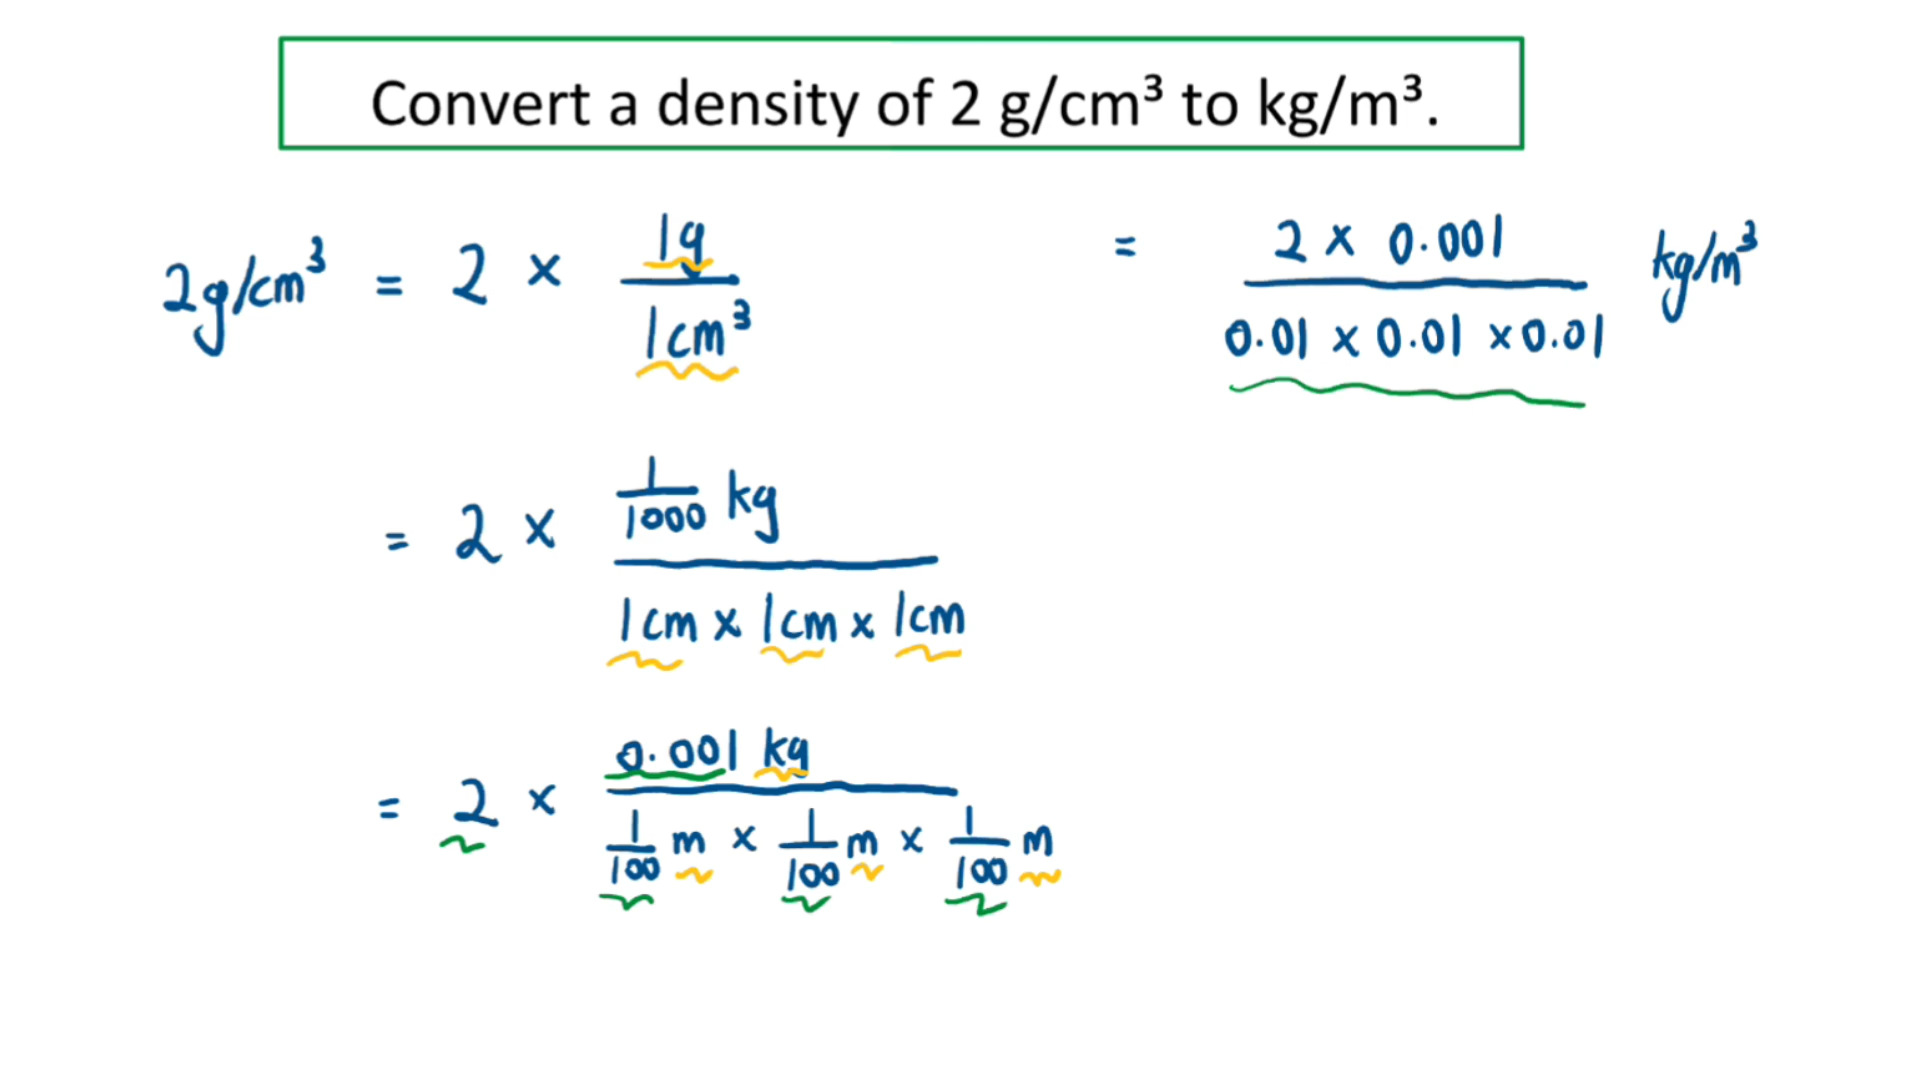 Convert a density of 2 g/cm³ to kg/m³.
2g/cm³ = 2 × 1g / 1cm³
= 2 × 1/1000 kg / 1cm × 1cm × 1cm
= 2 × 0.001 kg / 1/100 m × 1/100 m × 1/100 m
= 2 × 0.001 / 0.01 × 0.01 × 0.01 kg/m³